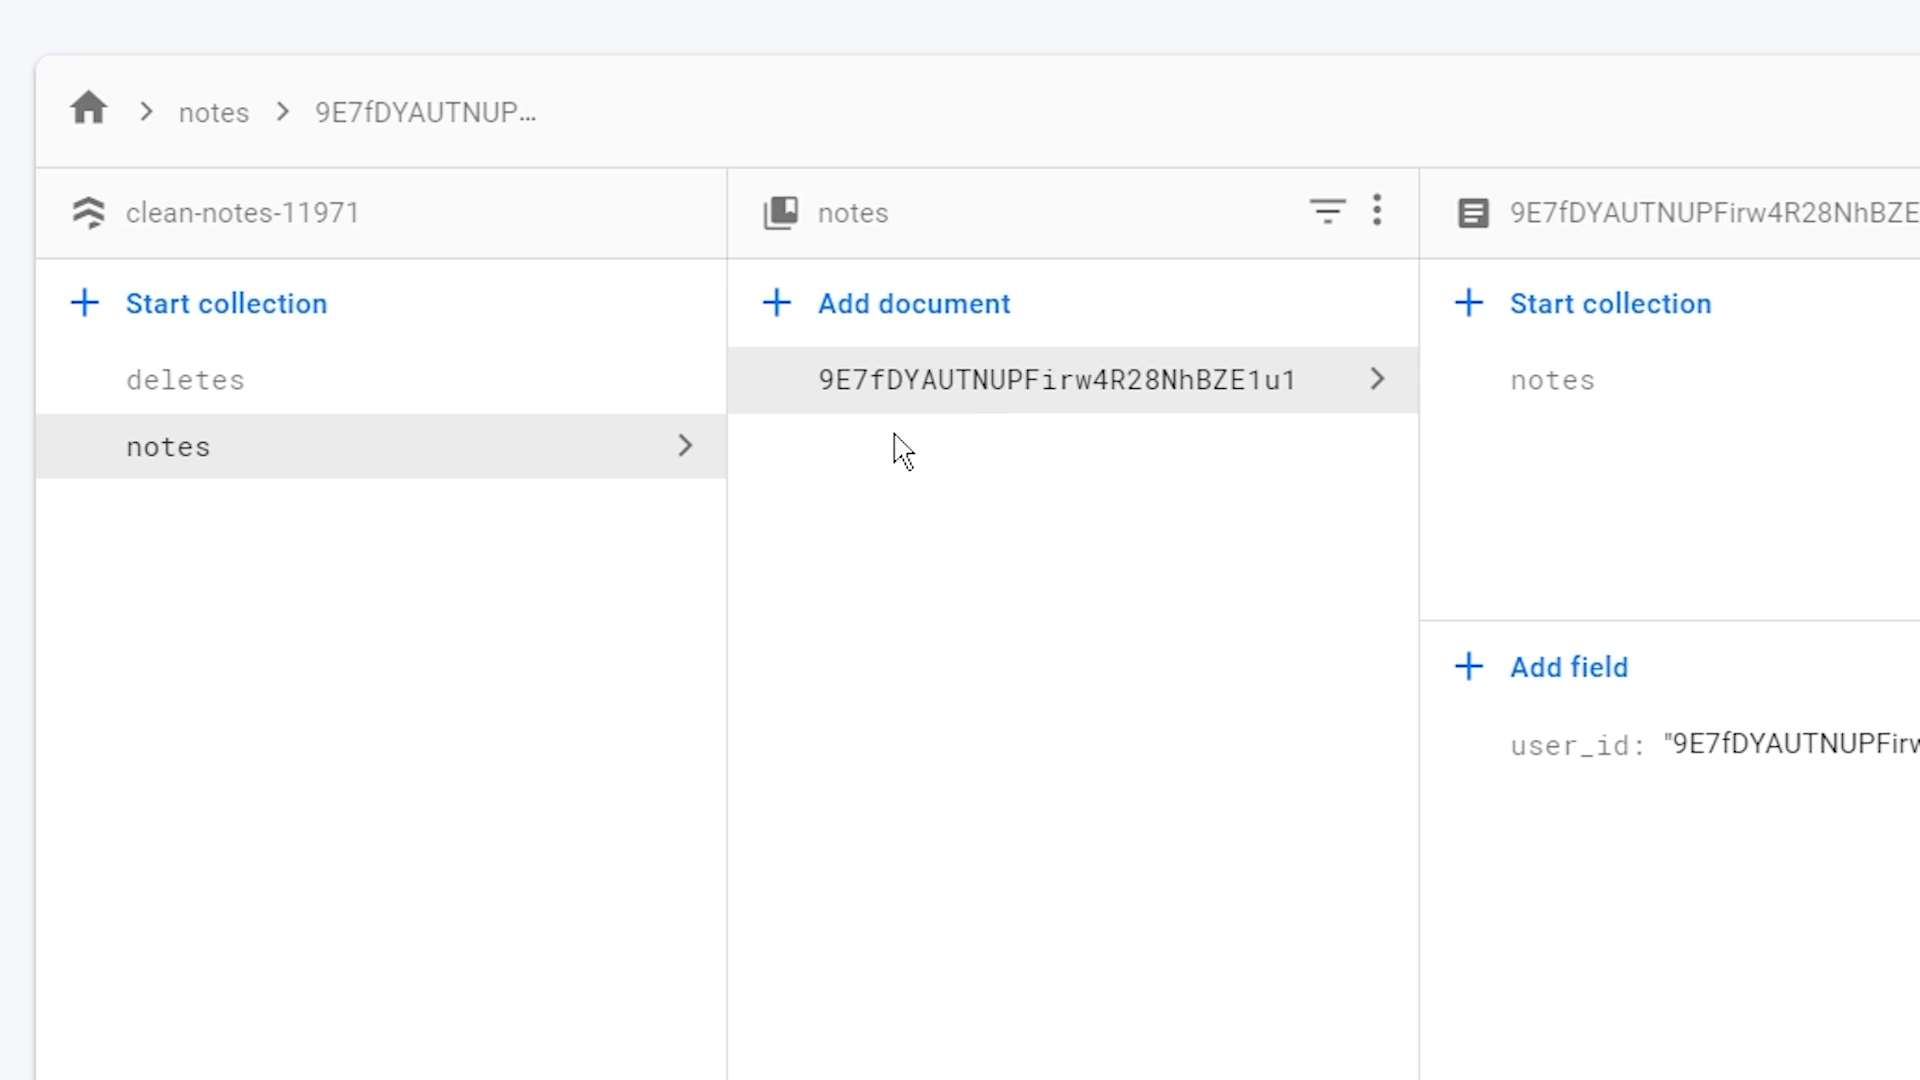 notes
9E7fDYAUTNUP...
clean-notes-11971
notes
9E7fDYAUTNUPFirw4R28NhBZE
Start collection
Add document
Start collection
deletes
9E7fDYAUTNUPFirw4R28NhBZE1u1
notes
notes
Add field
user_id: "9E7fDYAUTNUPFirw